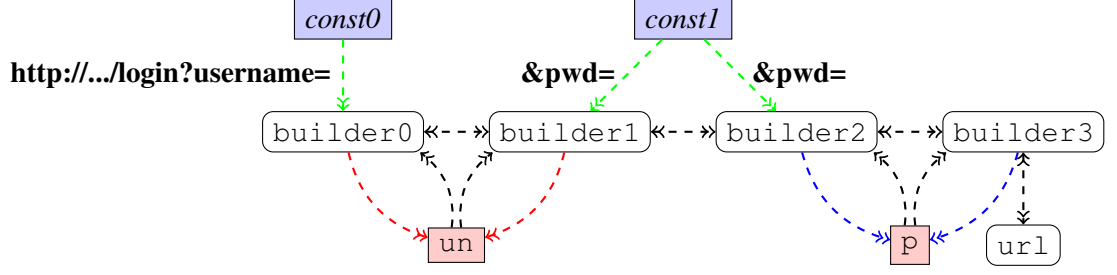 const0 const1
http://.../login?username= &pwd= &pwd=
builder0 builder1 builder2 builder3
un p url